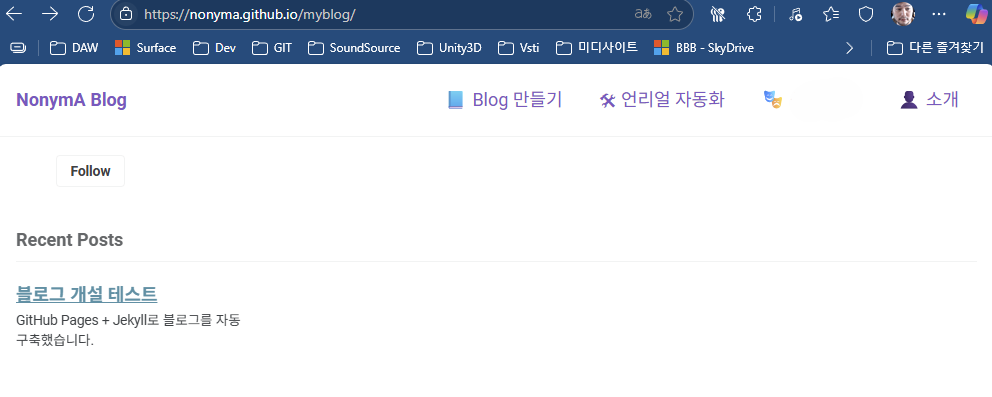 https://nonyma.github.io/myblog/
aあ
DAW Surface Dev GIT SoundSource Unity3D Vsti 미디사이트 BBB - SkyDrive 다른 즐겨찾기
NonymA Blog Blog 만들기 언리얼 자동화 소개
Follow
Recent Posts
블로그 개설 테스트
GitHub Pages + Jekyll로 블로그를 자동
구축했습니다.